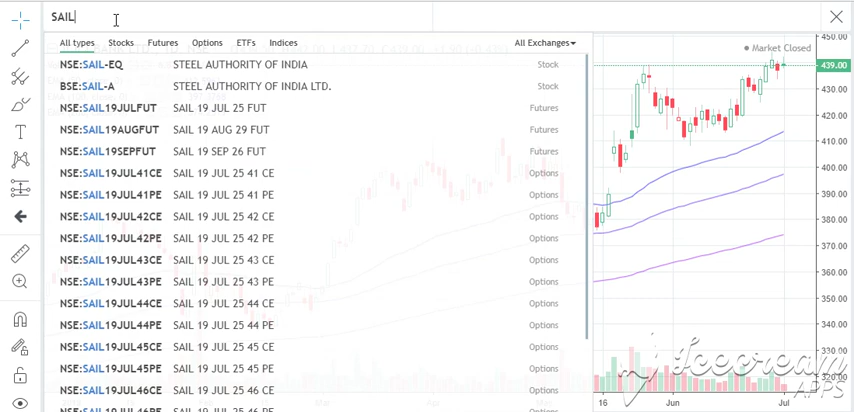 SAIL
All types Stocks Futures Options ETFs Indices All Exchanges
NSE:SAIL-EQ STEEL AUTHORITY OF INDIA Stock
BSE:SAIL-A STEEL AUTHORITY OF INDIA LTD. Stock
NSE:SAIL19JULFUT SAIL 19 JUL 25 FUT Futures
NSE:SAIL19AUGFUT SAIL 19 AUG 29 FUT Futures
NSE:SAIL19SEPFUT SAIL 19 SEP 26 FUT Futures
NSE:SAIL19JUL41CE SAIL 19 JUL 25 41 CE Options
NSE:SAIL19JUL41PE SAIL 19 JUL 25 41 PE Options
NSE:SAIL19JUL42CE SAIL 19 JUL 25 42 CE Options
NSE:SAIL19JUL42PE SAIL 19 JUL 25 42 PE Options
NSE:SAIL19JUL43CE SAIL 19 JUL 25 43 CE Options
NSE:SAIL19JUL43PE SAIL 19 JUL 25 43 PE Options
NSE:SAIL19JUL44CE SAIL 19 JUL 25 44 CE Options
NSE:SAIL19JUL44PE SAIL 19 JUL 25 44 PE Options
NSE:SAIL19JUL45CE SAIL 19 JUL 25 45 CE Options
NSE:SAIL19JUL45PE SAIL 19 JUL 25 45 PE Options
NSE:SAIL19JUL46CE SAIL 19 JUL 25 46 CE Options
NSE:SAIL19JUL46PE SAIL 19 JUL 25 46 PE Options
Market Closed
450.00
439.00
430.00
420.00
410.00
400.00
390.00
380.00
370.00
360.00
350.00
340.00
330.00
16 Jun Jul
Icecream
APPS